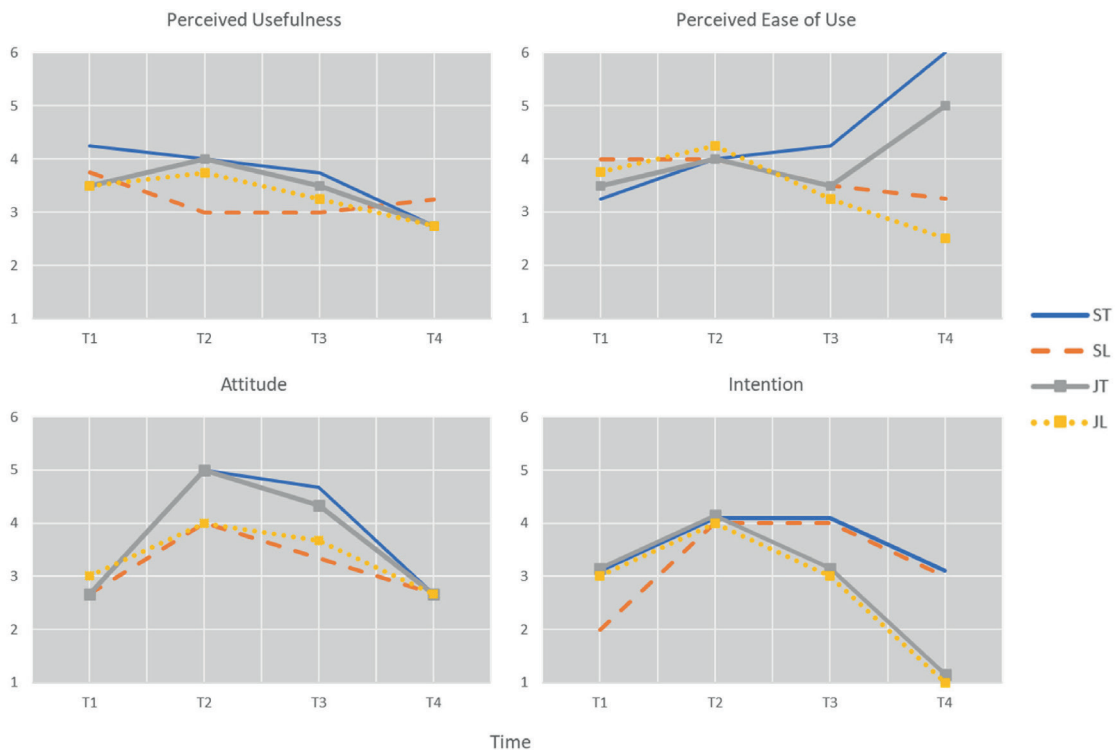 Perceived Usefulness
6
5
4
3
2
1
T1 T2 T3 T4
Perceived Ease of Use
6
5
4
3
2
1
T1 T2 T3 T4
Attitude
6
5
4
3
2
1
T1 T2 T3 T4
Intention
6
5
4
3
2
1
T1 T2 T3 T4
ST
SL
JT
JL
Time